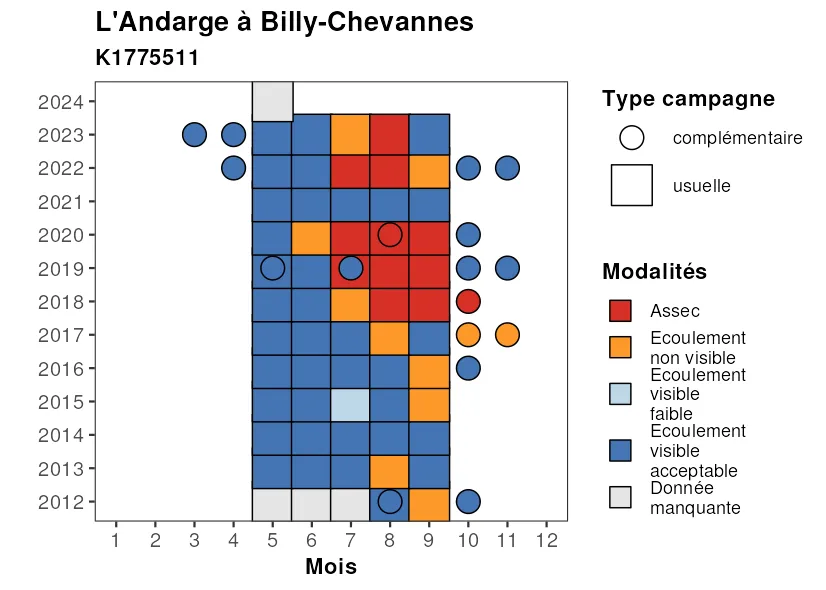 L'Andarge à Billy-Chevannes
K1775511
2024
2023
2022
2021
2020
2019
2018
2017
2016
2015
2014
2013
2012
1 2 3 4 5 6 7 8 9 10 11 12
Mois
Type campagne
complémentaire
usuelle
Modalités
Assec
Ecoulement
non visible
Ecoulement
visible
faible
Ecoulement
visible
acceptable
Donnée
manquante